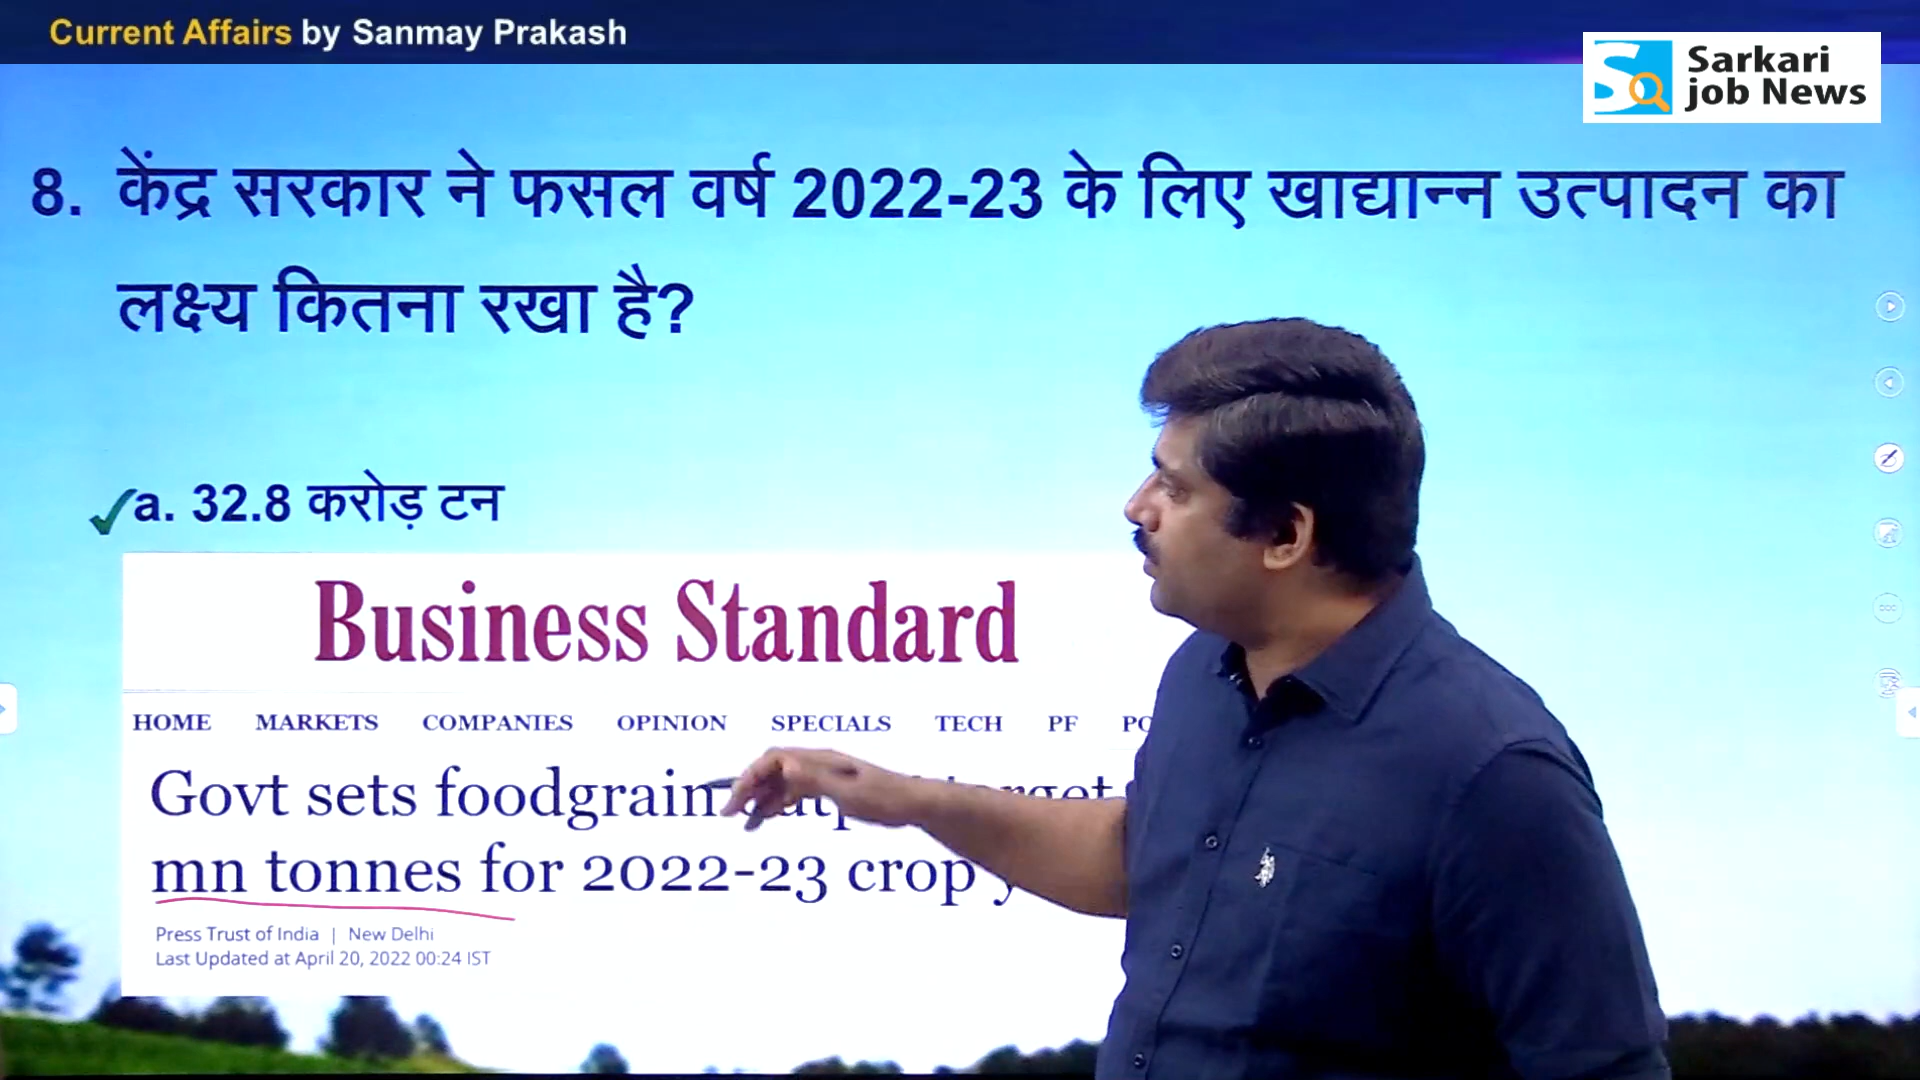 Current Affairs by Sanmay Prakash
Sarkari
job News
8. केंद्र सरकार ने फसल वर्ष 2022-23 के लिए खाद्यान्न उत्पादन का
लक्ष्य कितना रखा है?
a. 32.8 करोड़ टन
Business Standard
HOME MARKETS COMPANIES OPINION SPECIALS TECH PF
Govt sets foodgrain
mn tonnes for 2022-23 crop
Press Trust of India | New Delhi
Last Updated at April 20, 2022 00:24 IST